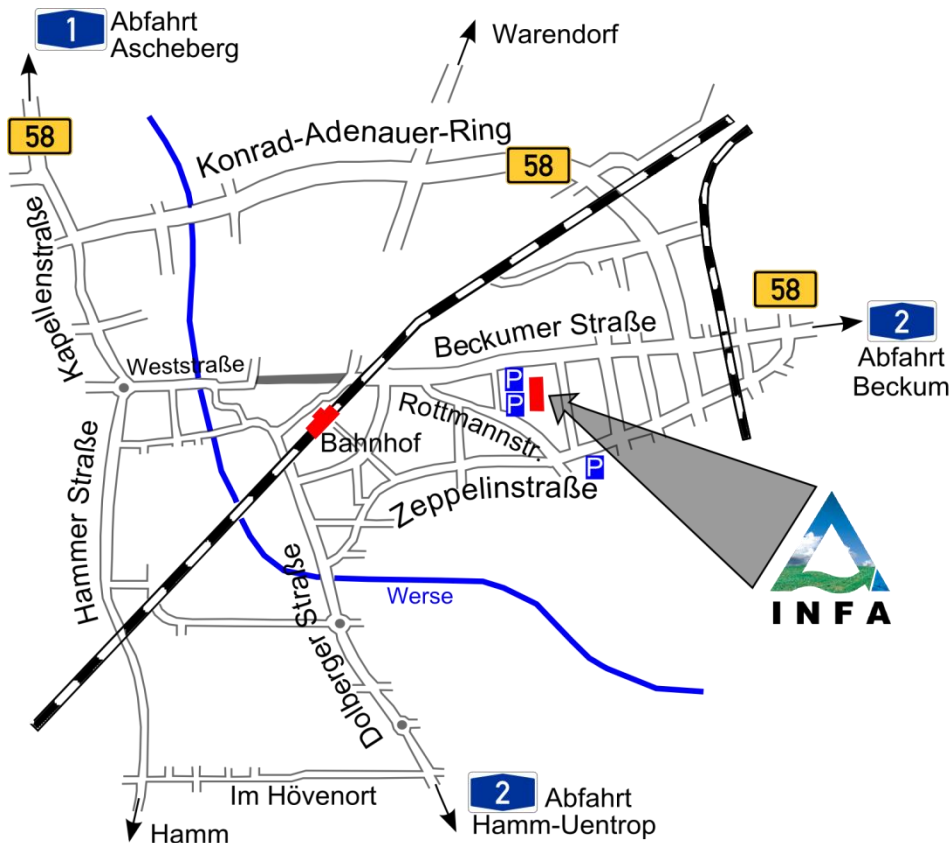 1
Abfahrt
Ascheberg
Warendorf
58
Konrad-Adenauer-Ring
58
Kapellenstraße
58
2
Abfahrt
Beckum
Beckumer Straße
Weststraße
P
P
Rottmannstr.
Bahnhof
P
Zeppelinstraße
Hammer Straße
INFA
Werse
Dolberger Straße
Im Hövenort
2
Abfahrt
Hamm-Uentrop
Hamm